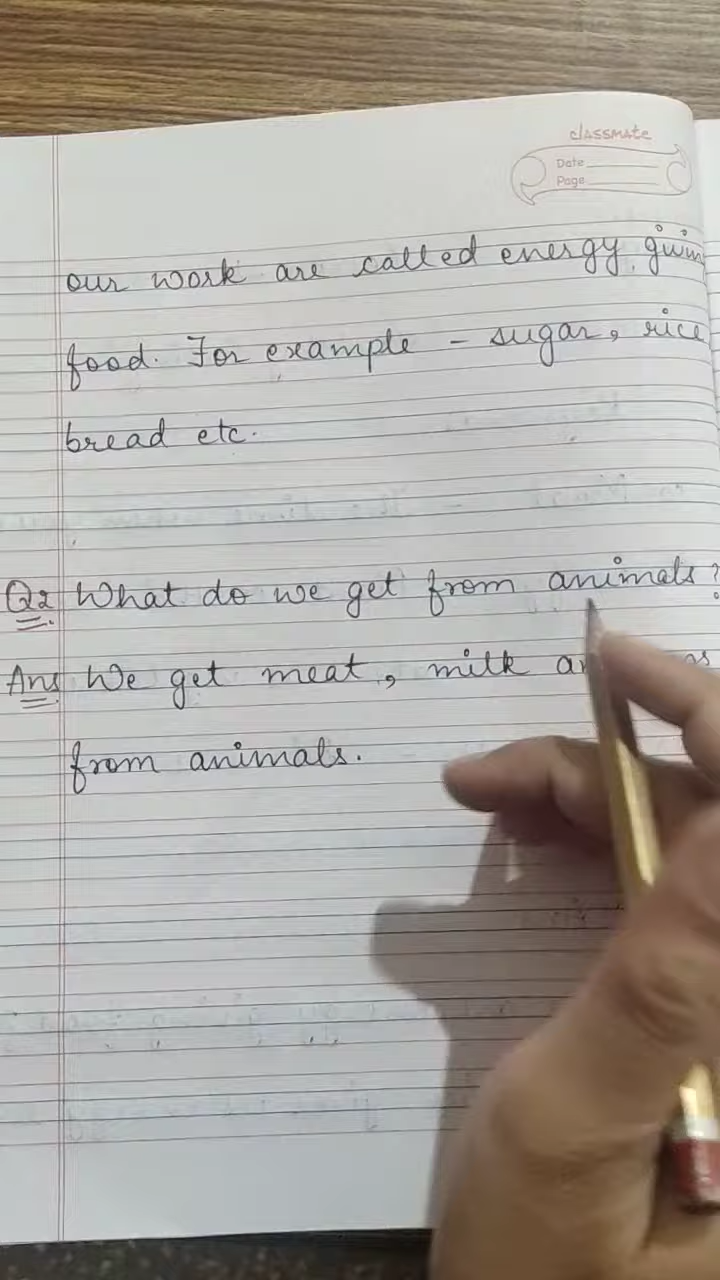 classmate
Date
Page
our work are called energy giving
food. For example - sugar, rice
bread etc.
Q2 What do we get from animals?
Ans We get meat, milk
from animals.